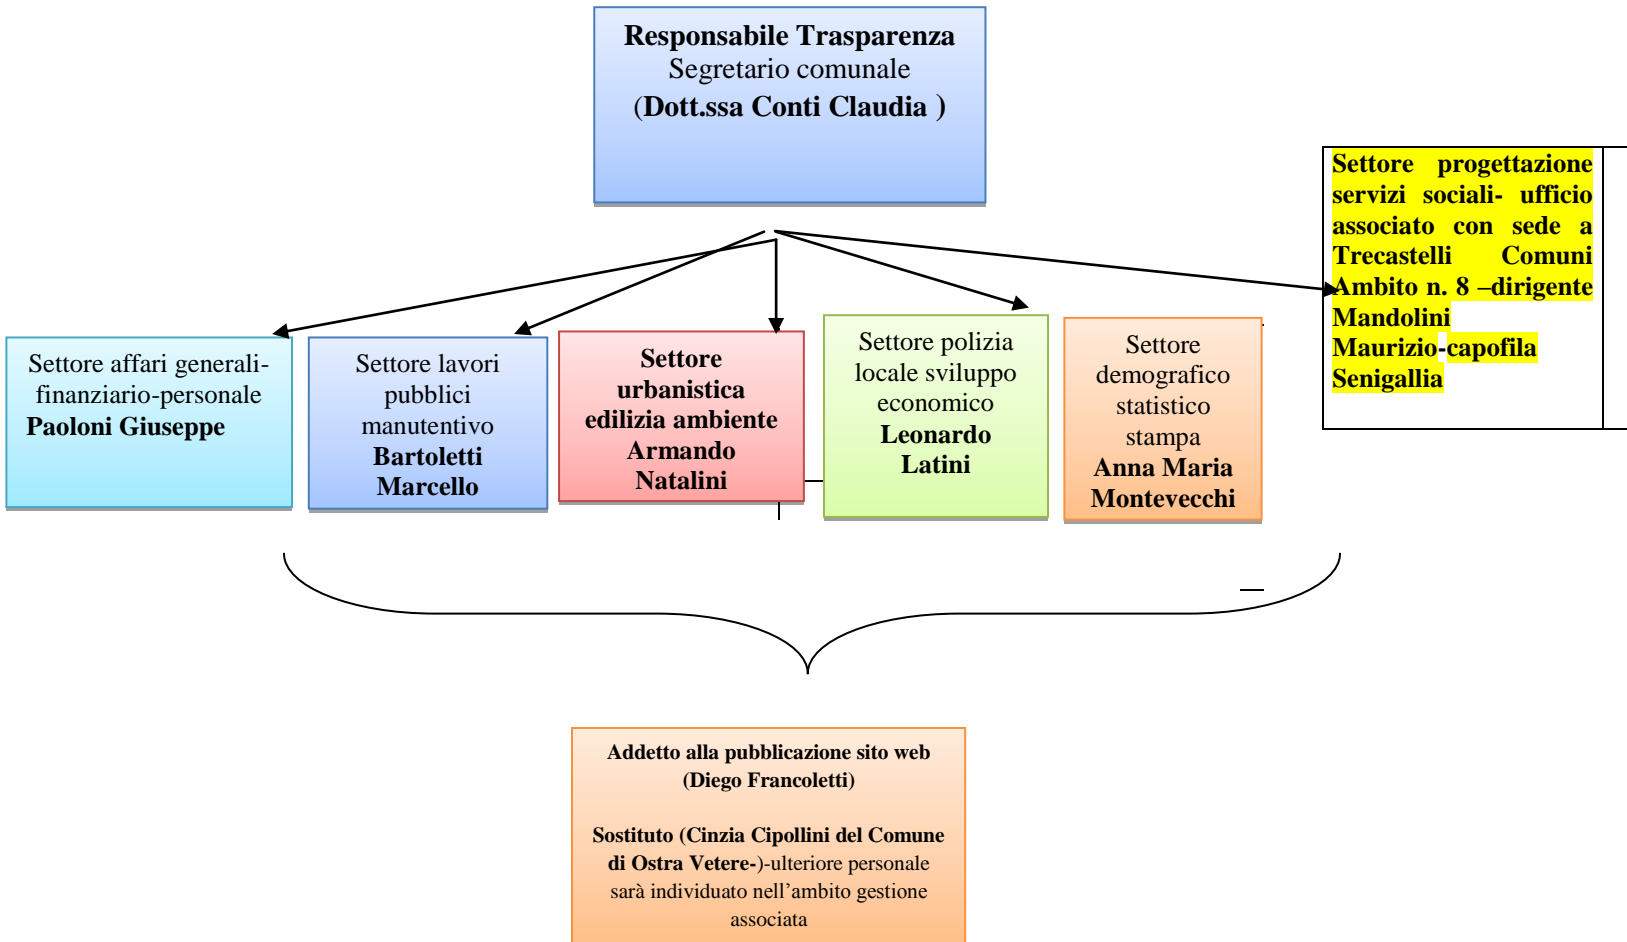 Responsabile Trasparenza
Segretario comunale
(Dott.ssa Conti Claudia )
Settore progettazione
servizi sociali- ufficio
associato con sede a
Trecastelli Comuni
Ambito n. 8 –dirigente
Mandolini
Maurizio-capofila
Senigallia
Settore affari generali-
finanziario-personale
Paoloni Giuseppe
Settore lavori
pubblici
manutentivo
Bartoletti
Marcello
Settore
urbanistica
edilizia ambiente
Armando
Natalini
Settore polizia
locale sviluppo
economico
Leonardo
Latini
Settore
demografico
statistico
stampa
Anna Maria
Montevecchi
Addetto alla pubblicazione sito web
(Diego Francoletti)
Sostituto (Cinzia Cipollini del Comune
di Ostra Vetere-)-ulteriore personale
sarà individuato nell’ambito gestione
associata